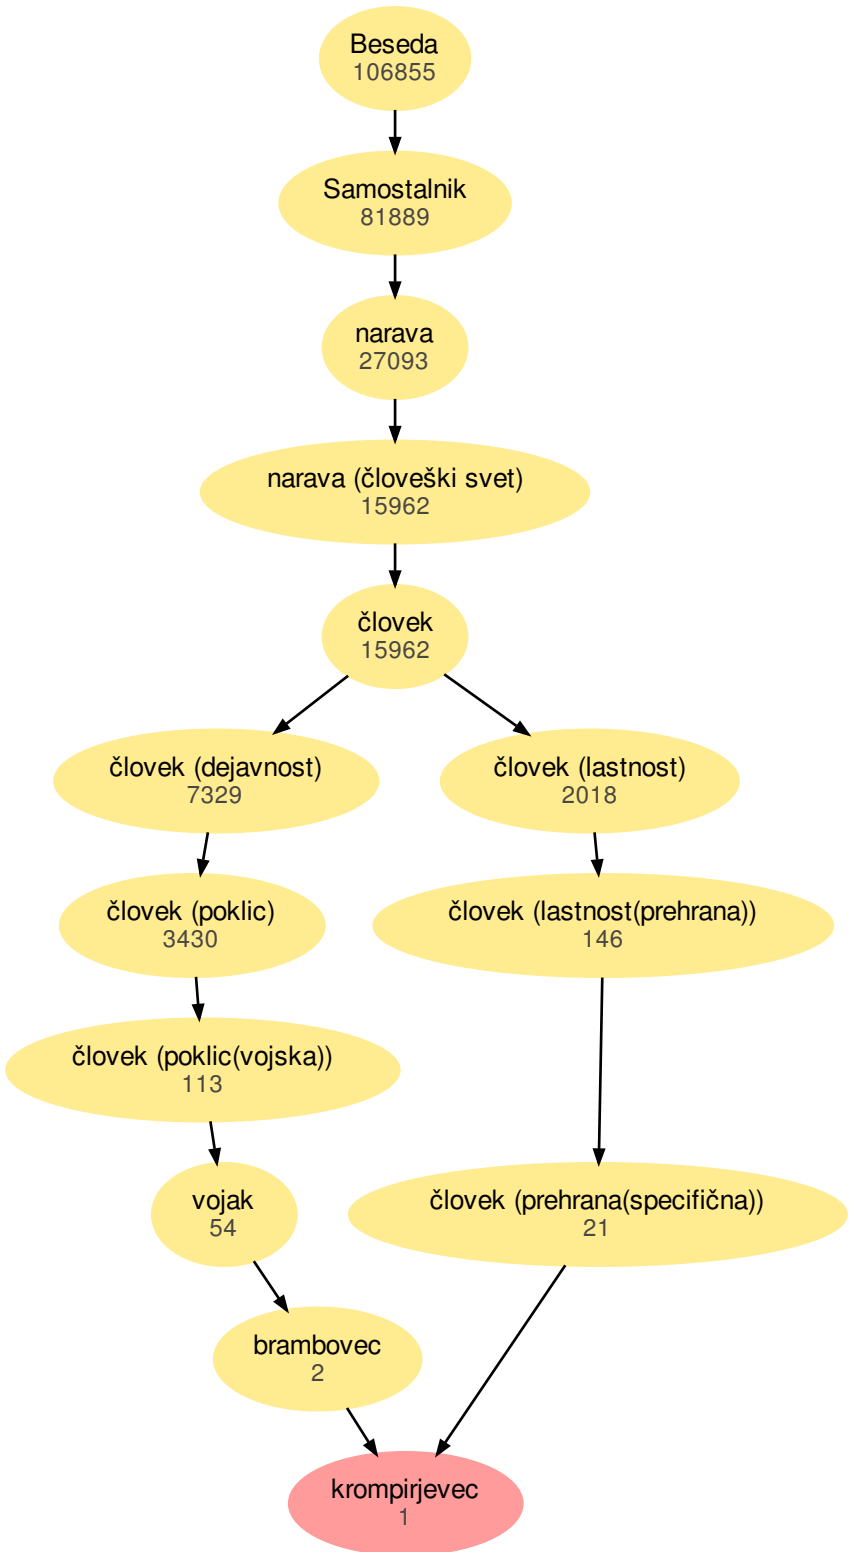 Beseda
106855
Samostalnik
81889
narava
27093
narava (človeški svet)
15962
človek
15962
človek (dejavnost)
7329
človek (lastnost)
2018
človek (poklic)
3430
človek (lastnost(prehrana))
146
človek (poklic(vojska))
113
vojak
54
človek (prehrana(specifična))
21
brambovec
2
krompirjevec
1